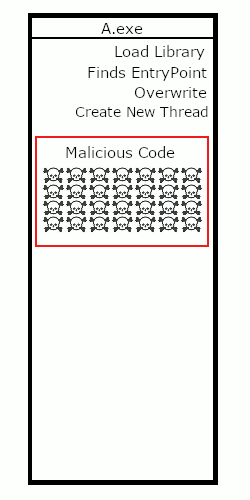 A.exe
Load Library
Finds EntryPoint
Overwrite
Create New Thread
Malicious Code